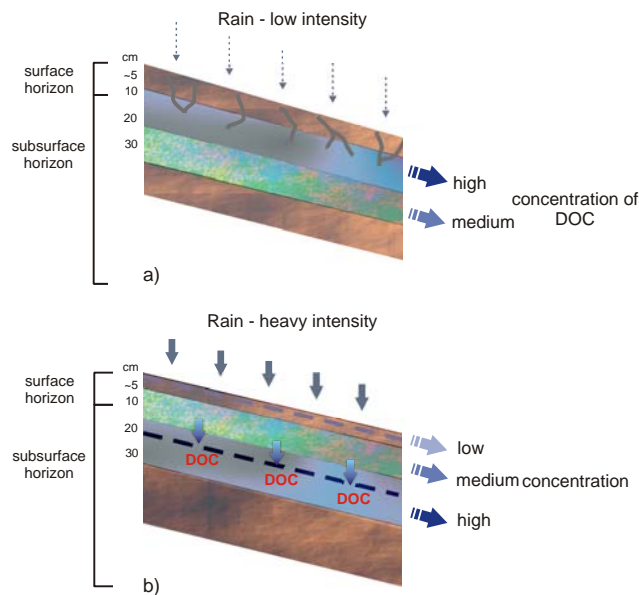 Rain - low intensity
cm
surface
horizon
~5
10
subsurface
horizon
20
30
high
medium
concentration of
DOC
a)
Rain - heavy intensity
cm
surface
horizon
~5
10
subsurface
horizon
20
30
DOC
DOC
DOC
low
medium concentration
high
b)